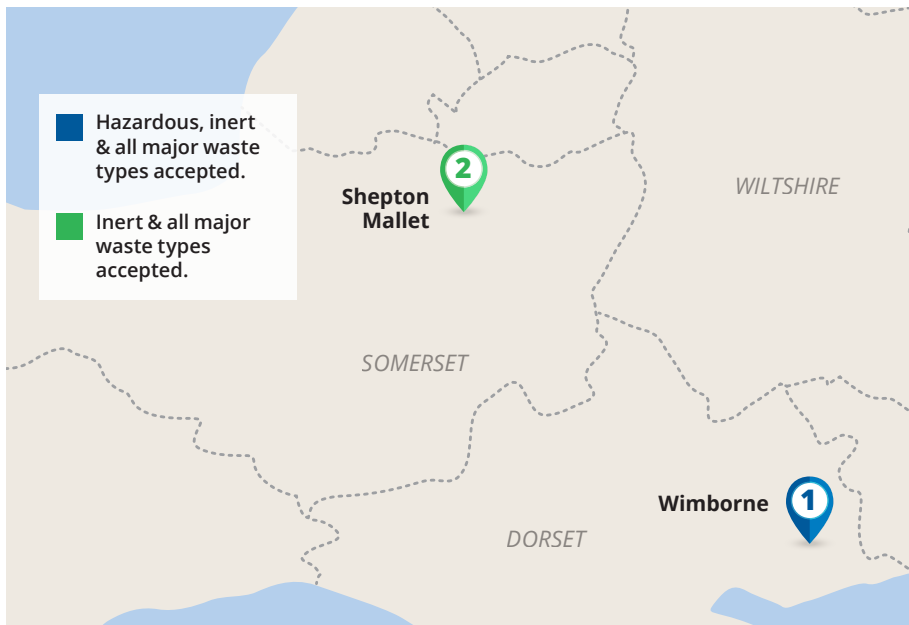 Hazardous, inert
& all major waste
types accepted.
Inert & all major
waste types
accepted.
2
Shepton
Mallet
WILTSHIRE
SOMERSET
Wimborne
1
DORSET